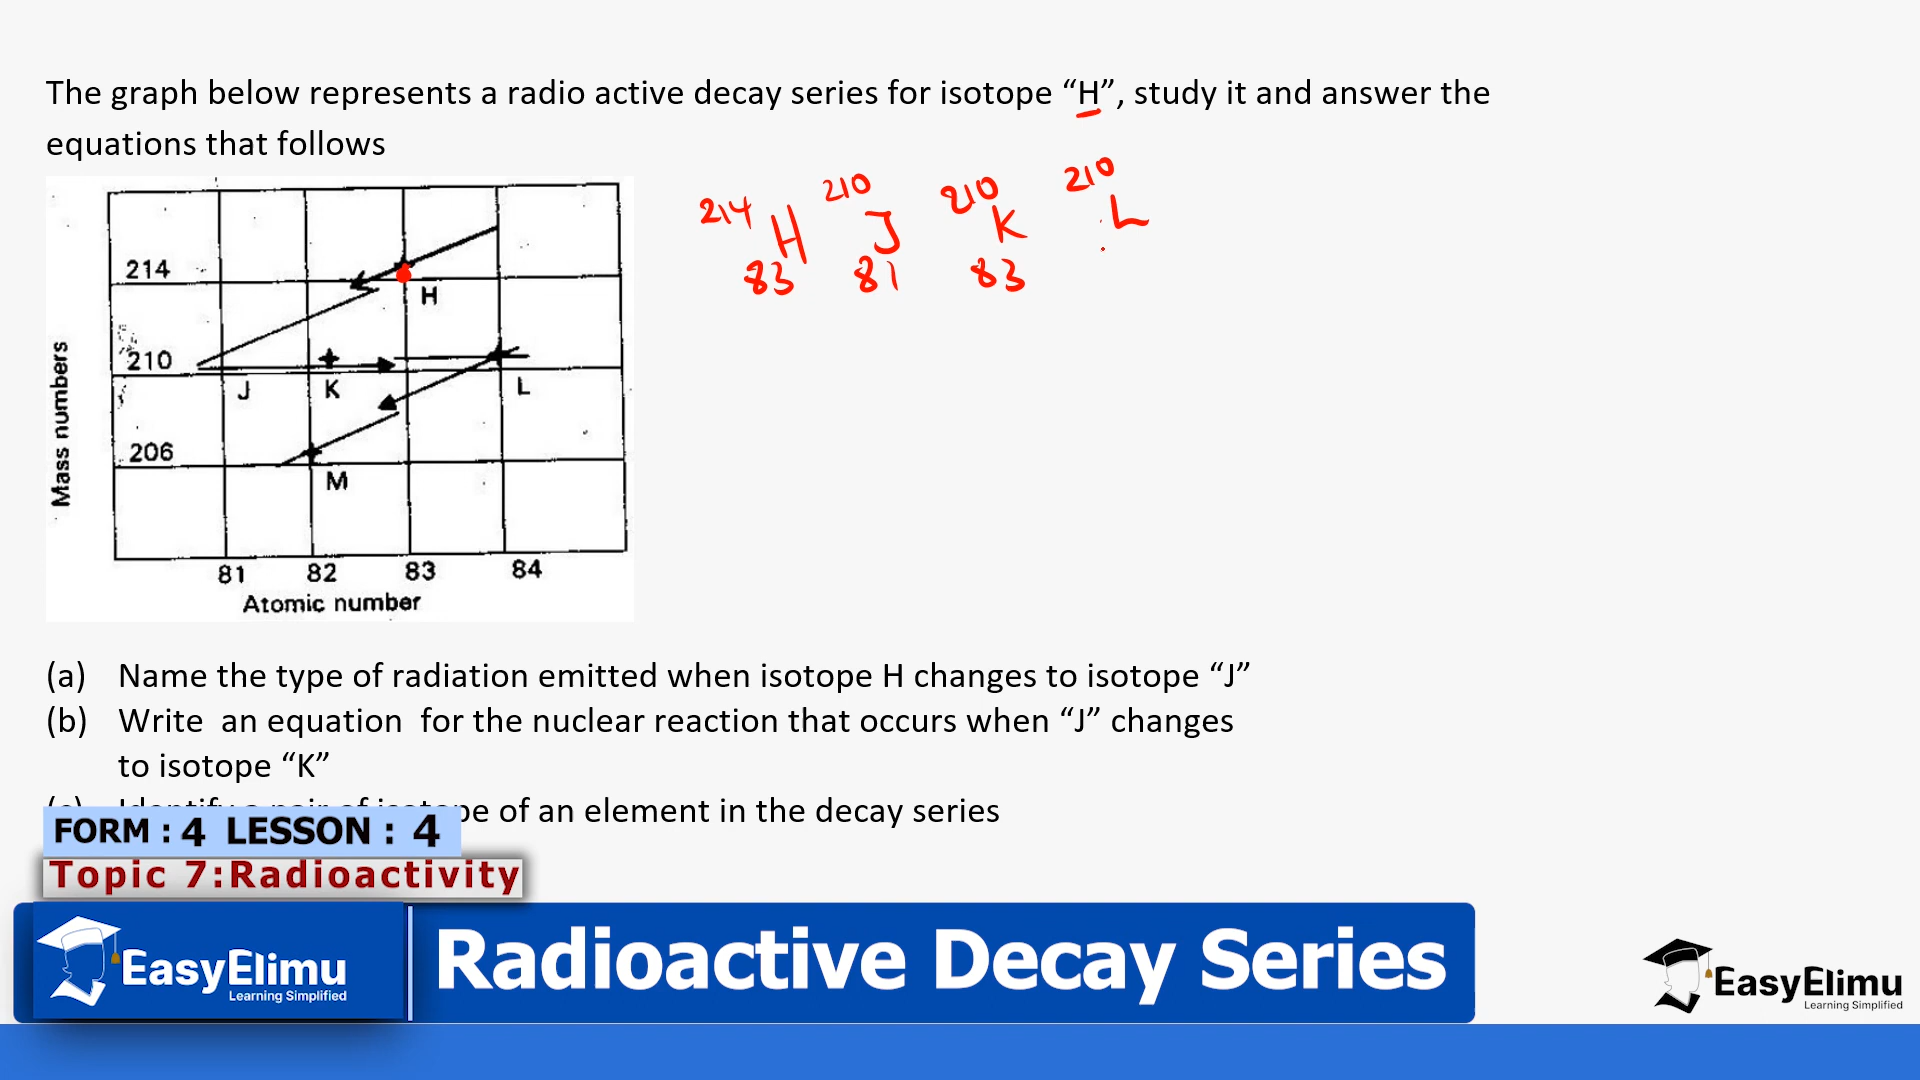 The graph below represents a radio active decay series for isotope “H”, study it and answer the
equations that follows
214 H 83
210 J 81
210 K 83
210 L
214
H
210
J K L
206
M
Mass numbers
81 82 83 84
Atomic number
(a) Name the type of radiation emitted when isotope H changes to isotope “J”
(b) Write an equation for the nuclear reaction that occurs when “J” changes
to isotope “K”
of an element in the decay series
FORM : 4 LESSON : 4
Topic 7:Radioactivity
EasyElimu
Learning Simplified
Radioactive Decay Series
EasyElimu
Learning Simplified